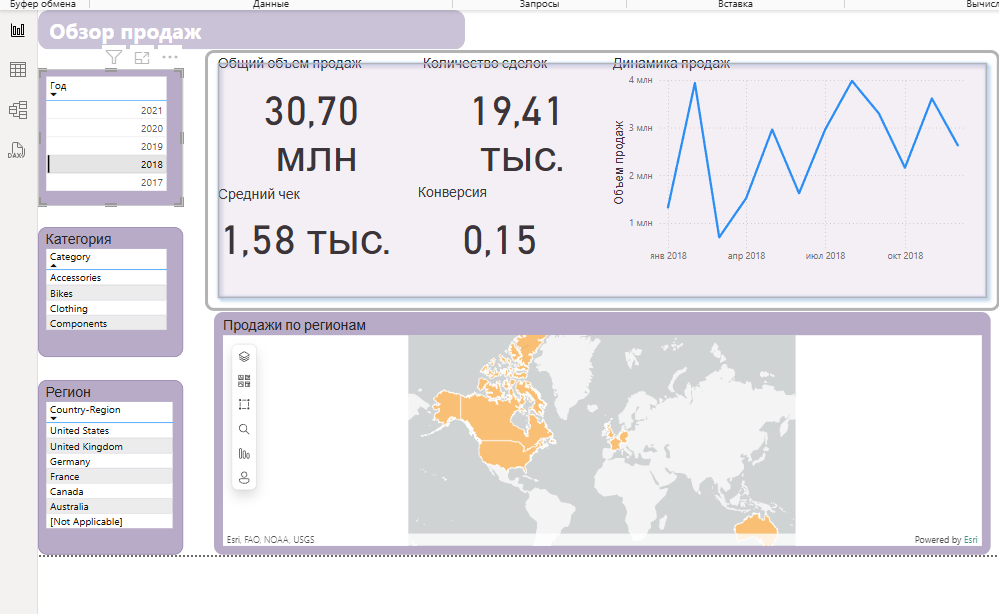 Буфер обмена
Данные
Запросы
Вставка
Вычисл
Обзор продаж
DAX
Год
2021
2020
2019
2018
2017
Категория
Category
Accessories
Bikes
Clothing
Components
Регион
Country-Region
United States
United Kingdom
Germany
France
Canada
Australia
[Not Applicable]
Общий объем продаж
30,70
млн
Количество сделок
19,41
тыс.
Средний чек
1,58 тыс.
Конверсия
0,15
Динамика продаж
Объем продаж
4 млн
3 млн
2 млн
1 млн
янв 2018
апр 2018
июл 2018
окт 2018
Продажи по регионам
Esri, FAO, NOAA, USGS
Powered by Esri